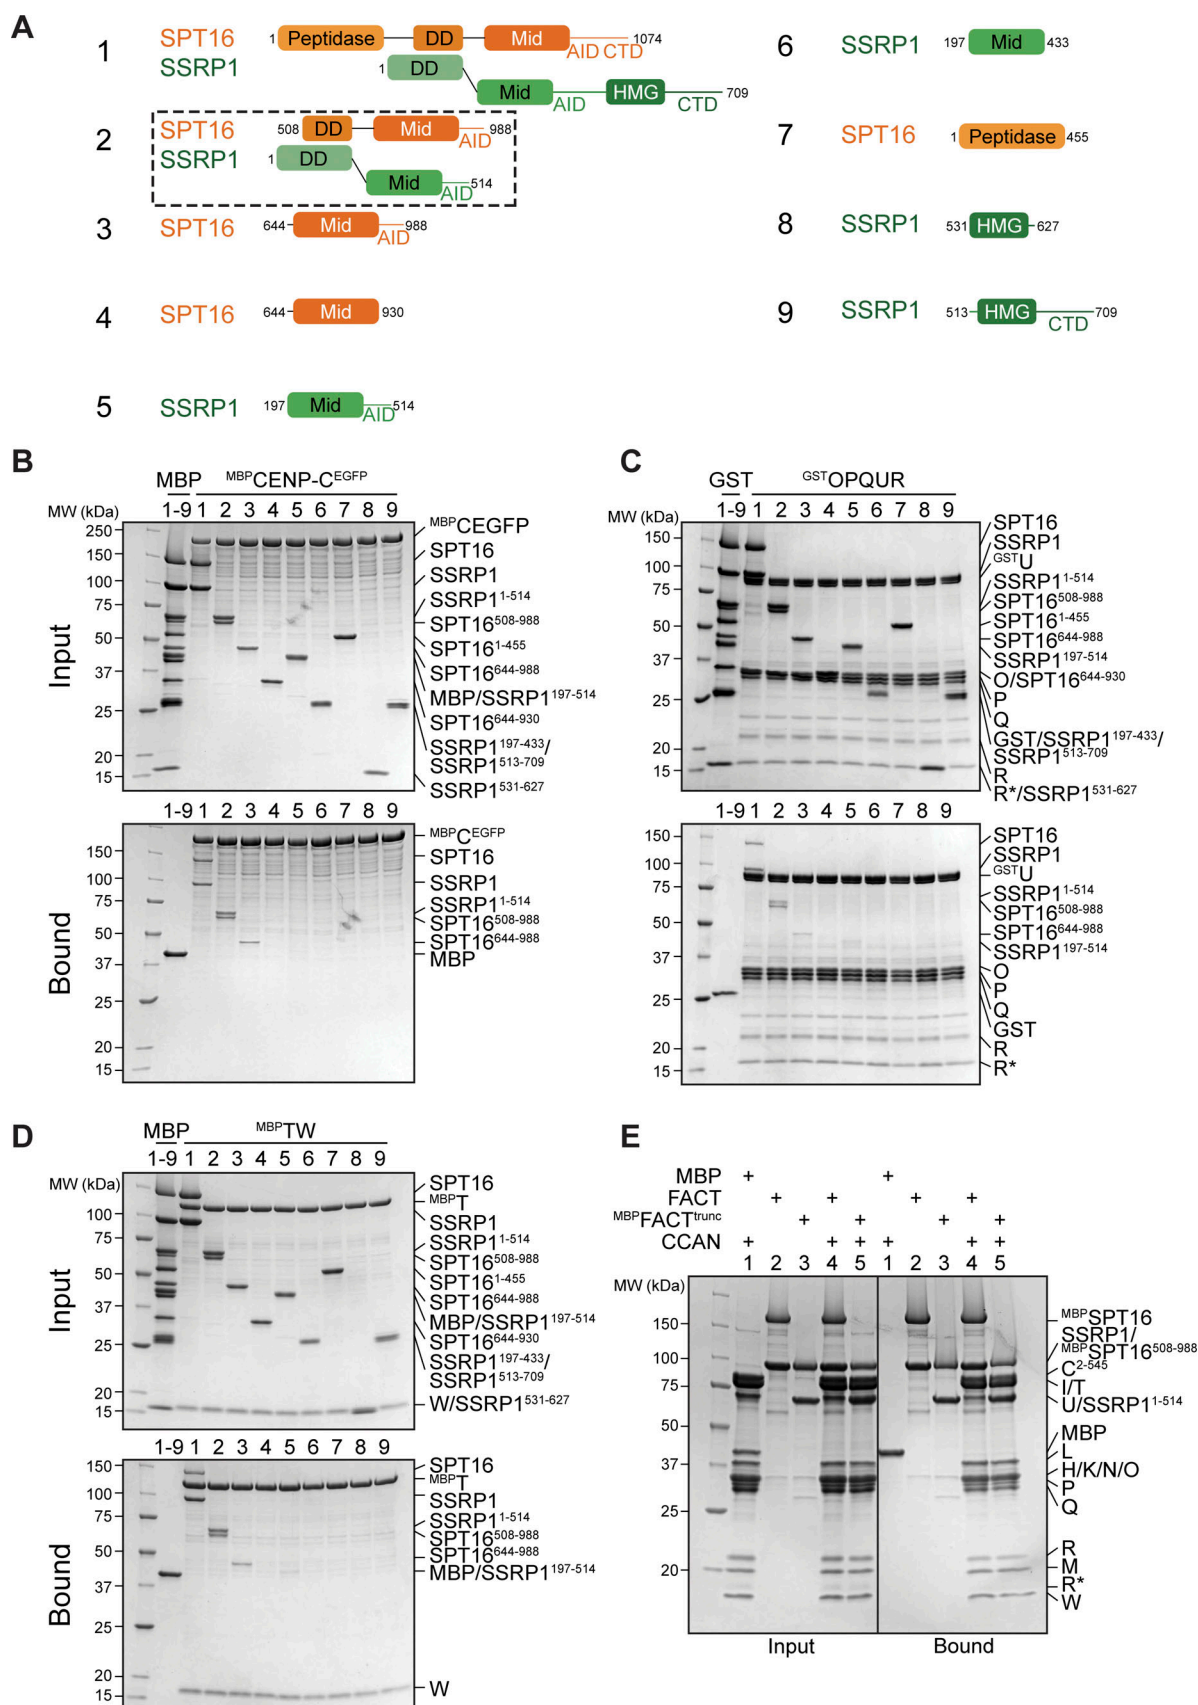 A
1
SPT16
1
Peptidase
DD
Mid
1074
AID CTD
SSRP1
1
DD
Mid
AID
HMG
CTD
709
2
SPT16
508
DD
Mid
988
AID
SSRP1
1
DD
Mid
514
AID
3
SPT16
644
Mid
988
AID
4
SPT16
644
Mid
930
5
SSRP1
197
Mid
514
AID
6
SSRP1
197
Mid
433
7
SPT16
1
Peptidase
455
8
SSRP1
531
HMG
627
9
SSRP1
513
HMG
709
CTD
B
MBP
MBPCENP-CEGFP
1-9 1 2 3 4 5 6 7 8 9
MW (kDa)
250
150
100
75
50
37
25
20
15
Input
MBPCEGFP
SPT16
SSRP1
SSRP11-514
SPT16508-988
SPT161-455
SPT16644-988
MBP/SSRP1197-514
SPT16644-930
SSRP1197-433/
SSRP1513-709
SSRP1531-627
1-9 1 2 3 4 5 6 7 8 9
150
100
75
50
37
25
20
15
Bound
MBPCEGFP
SPT16
SSRP1
SSRP11-514
SPT16508-988
SPT16644-988
MBP
C
GST
GSTOPQUR
1-9 1 2 3 4 5 6 7 8 9
MW (kDa)
150
100
75
50
37
25
20
15
SPT16
SSRP1
GSTU
SSRP11-514
SPT16508-988
SPT161-455
SPT16644-988
SSRP1197-514
O/SPT16644-930
P
Q
GST/SSRP1197-433/
SSRP1513-709
R
R*/SSRP1531-627
1-9 1 2 3 4 5 6 7 8 9
150
100
75
50
37
25
20
15
SPT16
SSRP1
GSTU
SSRP11-514
SPT16508-988
SPT16644-988
SSRP1197-514
O
P
Q
GST
R
R*
D
MBP
MBPTW
1-9 1 2 3 4 5 6 7 8 9
MW (kDa)
100
75
50
37
25
20
15
Input
SPT16
MBPT
SSRP1
SSRP11-514
SPT16508-988
SPT161-455
SPT16644-988
MBP/SSRP1197-514
SPT16644-930
SSRP1197-433/
SSRP1513-709
W/SSRP1531-627
1-9 1 2 3 4 5 6 7 8 9
150
100
75
50
37
25
20
15
Bound
SPT16
MBPT
SSRP1
SSRP11-514
SPT16508-988
SPT16644-988
MBP/SSRP1197-514
W
E
MBP + +
FACT + + + +
MBPFACTtrunc + + + +
CCAN + + + + + +
1 2 3 4 5 1 2 3 4 5
MW (kDa)
150
100
75
50
37
25
20
MBPSPT16
SSRP1/
MBPSPT16508-988
C2-545
I/T
U/SSRP11-514
MBP
L
H/K/N/O
P
Q
R
M
R*
W
Input
Bound